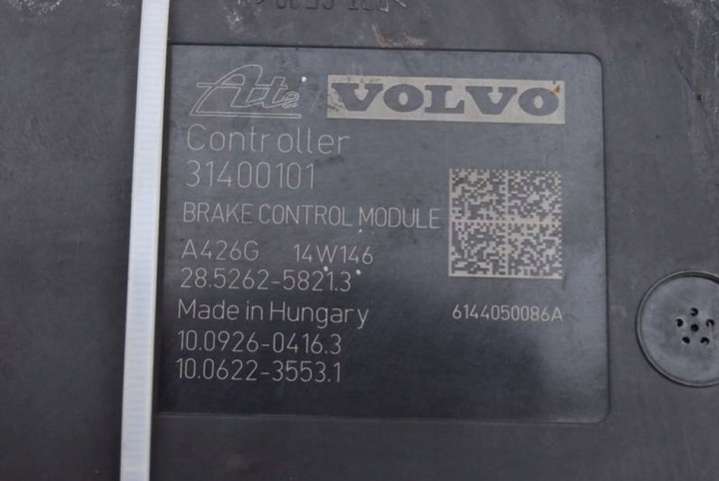 Ate VOLVO
Controller
31400101
BRAKE CONTROL MODULE
A426G 14W146
28.5262-5821.3
Made in Hungary 6144050086A
10.0926-0416.3
10.0622-3553.1